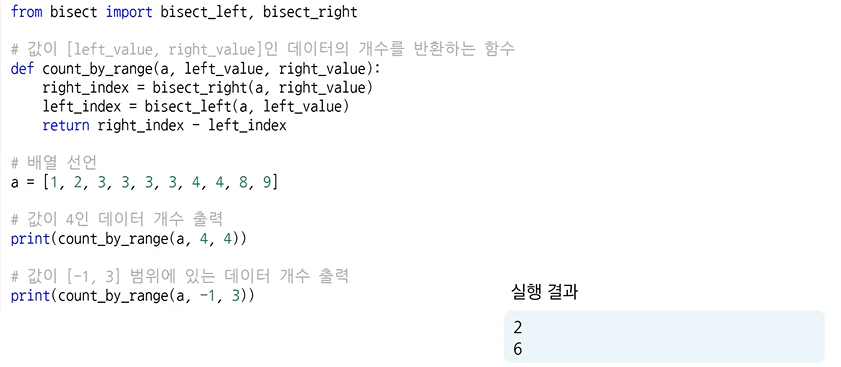 from bisect import bisect_left, bisect_right
# 값이 [left_value, right_value]인 데이터의 개수를 반환하는 함수
def count_by_range(a, left_value, right_value):
right_index = bisect_right(a, right_value)
left_index = bisect_left(a, left_value)
return right_index - left_index
# 배열 선언
a = [1, 2, 3, 3, 3, 3, 4, 4, 8, 9]
# 값이 4인 데이터 개수 출력
print(count_by_range(a, 4, 4))
# 값이 [-1, 3] 범위에 있는 데이터 개수 출력
print(count_by_range(a, -1, 3))
실행 결과
2
6